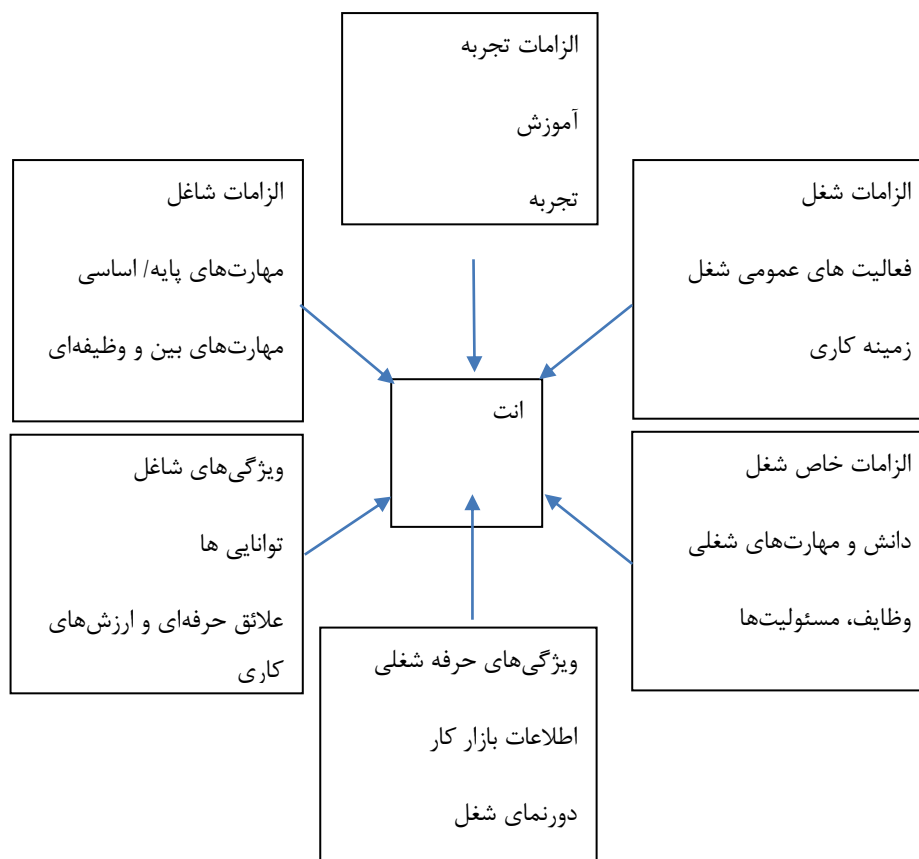 الزامات تجربه
آموزش
تجربه
الزامات شغل
فعالیت های عمومی شغل
زمینه کاری
الزامات شاغل
مهارت‌های پایه/ اساسی
مهارت‌های بین و وظیفه‌ای
انت
الزامات خاص شغل
دانش و مهارت‌های شغلی
وظایف، مسئولیت‌ها
ویژگی‌های شاغل
توانایی ها
علائق حرفه‌ای و ارزش‌های
کاری
ویژگی‌های حرفه شغلی
اطلاعات بازار کار
دورنمای شغل